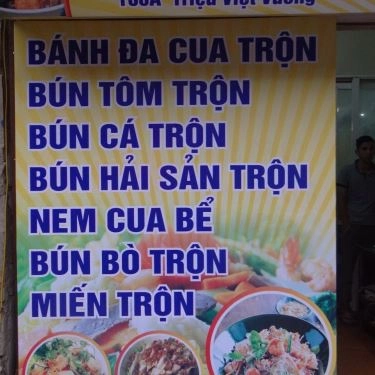 168A Triệu Việt Vương
BÁNH ĐA CUA TRỘN
BÚN TÔM TRỘN
BÚN CÁ TRỘN
BÚN HẢI SẢN TRỘN
NEM CUA BỂ
BÚN BÒ TRỘN
MIẾN TRỘN